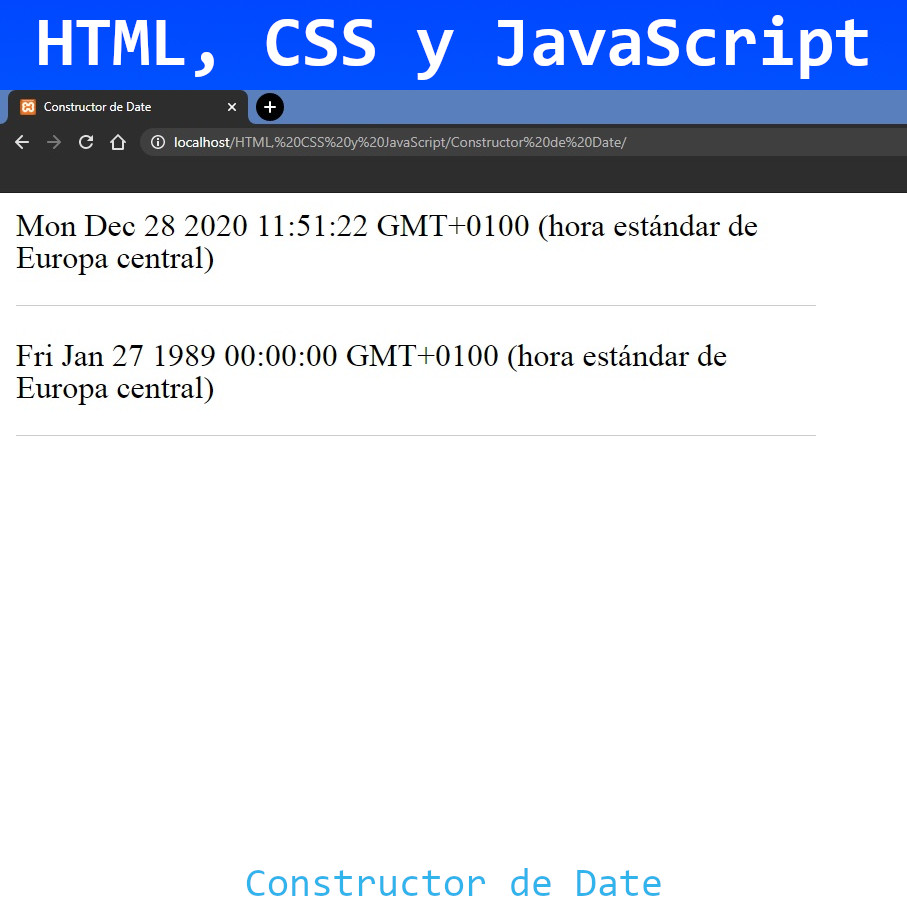 HTML, CSS y JavaScript
Constructor de Date
localhost/HTML,%20CSS%20y%20JavaScript/Constructor%20de%20Date/
Mon Dec 28 2020 11:51:22 GMT+0100 (hora estándar de
Europa central)
Fri Jan 27 1989 00:00:00 GMT+0100 (hora estándar de
Europa central)
Constructor de Date